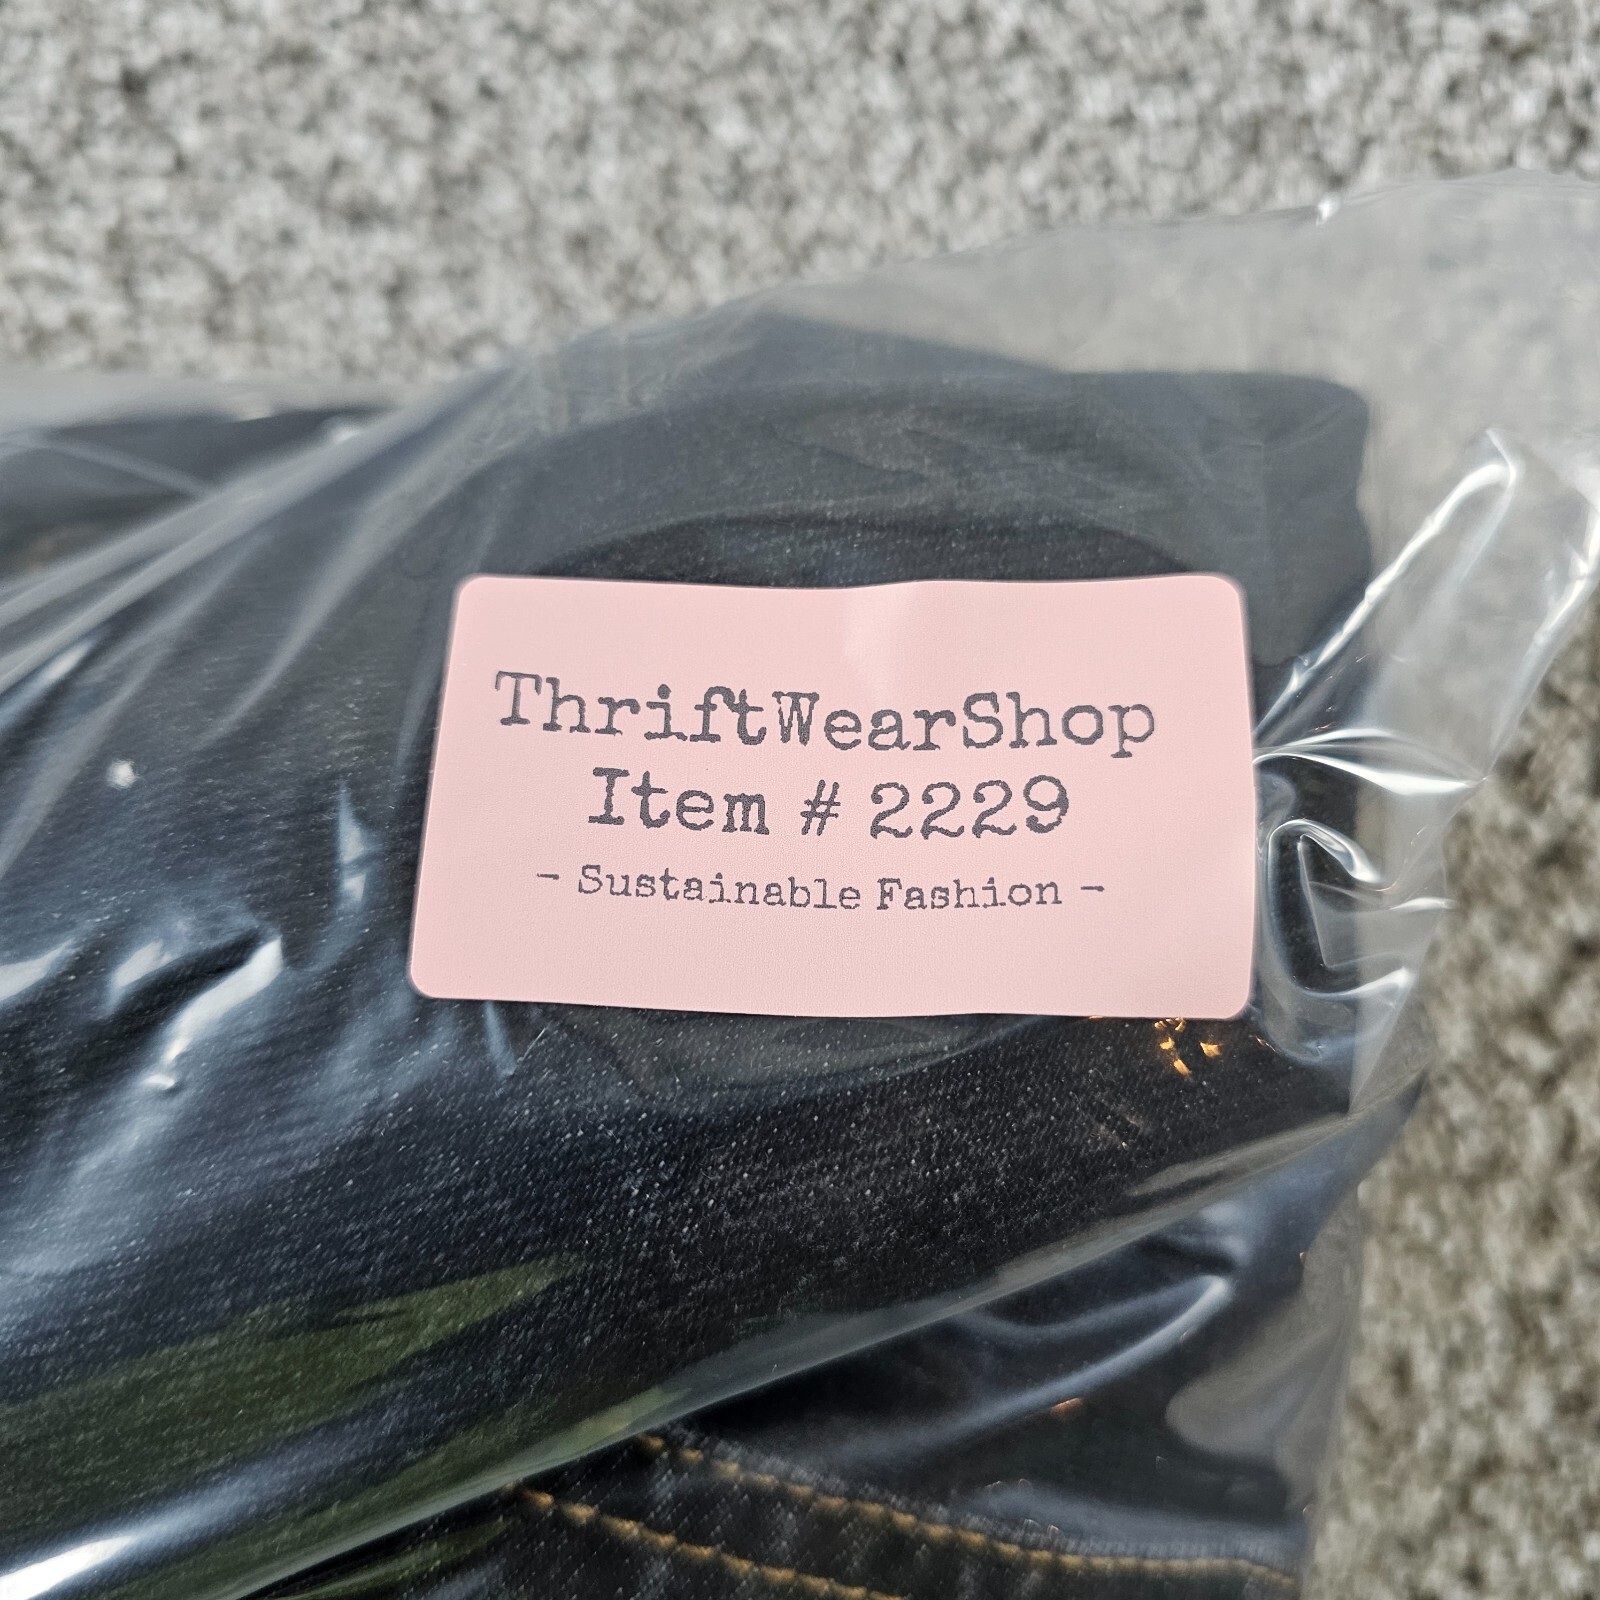 ThriftWearShop
Item # 2229
- Sustainable Fashion -